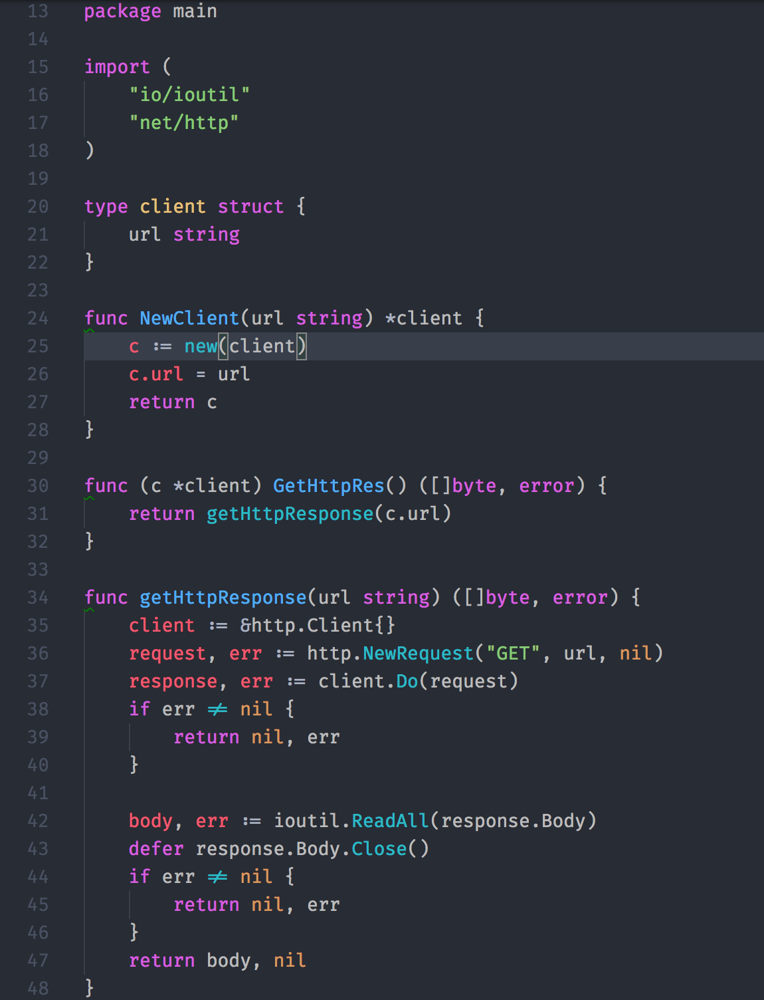 13 package main
14
15 import (
16 "io/ioutil"
17 "net/http"
18 )
19
20 type client struct {
21 url string
22 }
23
24 func NewClient(url string) *client {
25 c := new(client)
26 c.url = url
27 return c
28 }
29
30 func (c *client) GetHttpRes() ([]byte, error) {
31 return getHttpResponse(c.url)
32 }
33
34 func getHttpResponse(url string) ([]byte, error) {
35 client := &http.Client{}
36 request, err := http.NewRequest("GET", url, nil)
37 response, err := client.Do(request)
38 if err != nil {
39 return nil, err
40 }
41
42 body, err := ioutil.ReadAll(response.Body)
43 defer response.Body.Close()
44 if err != nil {
45 return nil, err
46 }
47 return body, nil
48 }